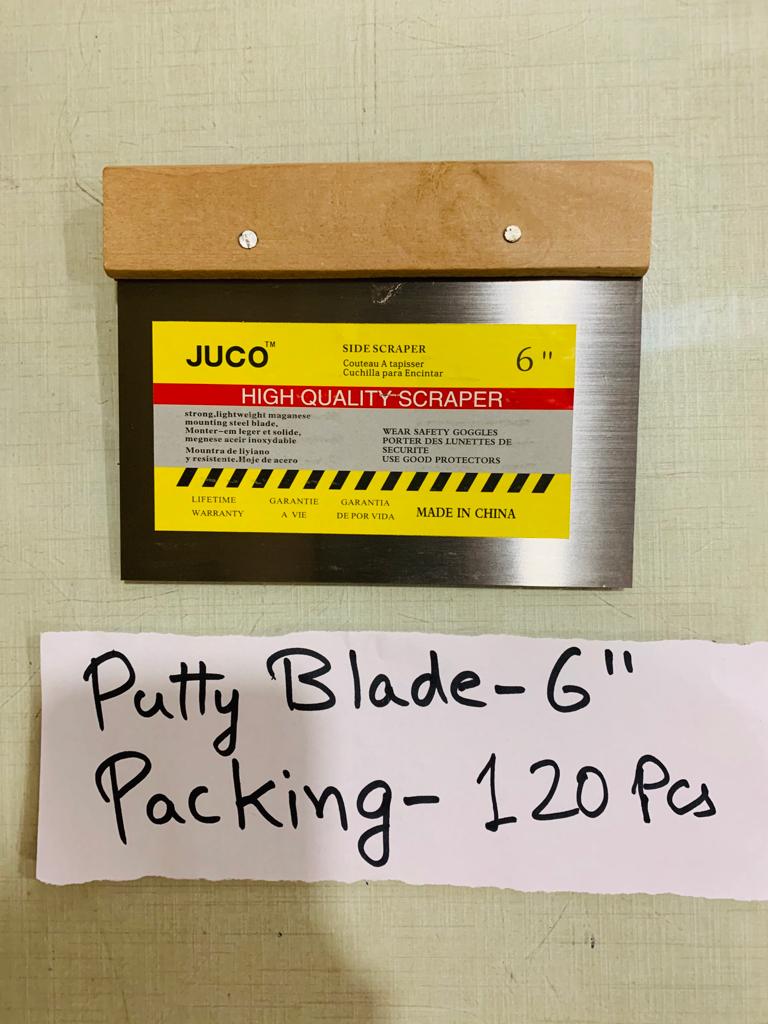 JUCO™
SIDE SCRAPER
Couteau A tapisser
Cuchilla para Encintar
6"
HIGH QUALITY SCRAPER
strong,lightweight maganese
mounting steel blade,
Monter-em leger et solide,
megnese aceir inoxydable
Mountra de liyiano
y resistente.Hoje de acero
WEAR SAFETY GOGGLES
PORTER DES LUNETTES DE
SECURITE
USE GOOD PROTECTORS
LIFETIME
WARRANTY
GARANTIE
A VIE
GARANTIA
DE POR VIDA
MADE IN CHINA
Putty Blade-6"
Packing-120 Pcs